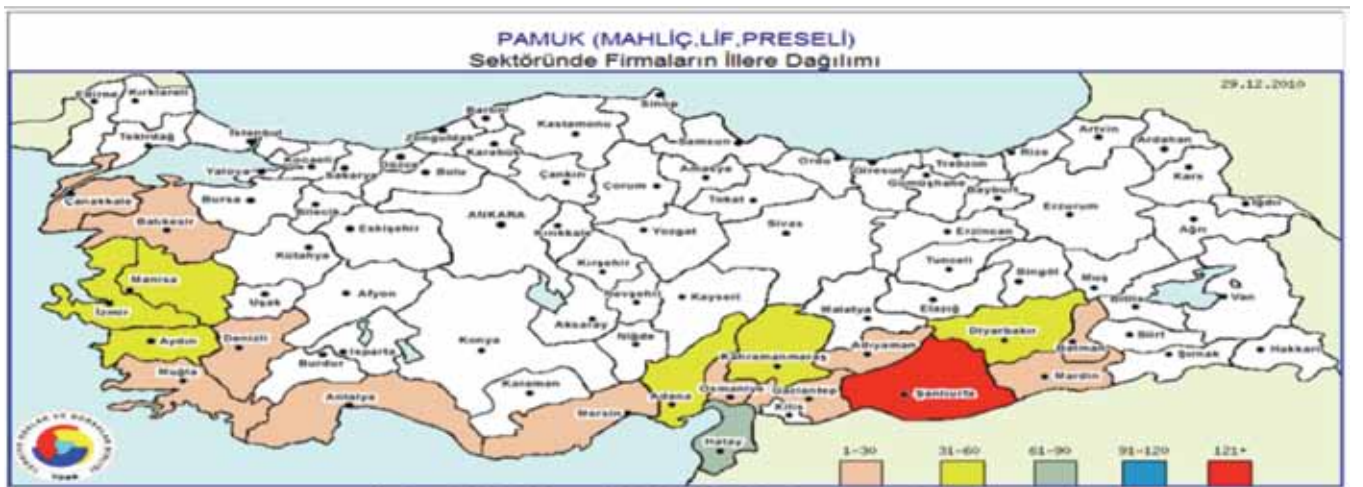 PAMUK (MAHLİÇ,LİF,PRESELİ)
Sektöründe Firmaların İllere Dağılımı
29.12.2010
Edirne
Kırklareli
Tekirdağ
İstanbul
Kocaeli
Yalova
Sakarya
Düzce
Zonguldak
Bartın
Karabük
Bolu
Kastamonu
Sinop
Çankırı
Samsun
Çorum
Amasya
Ordu
Giresun
Trabzon
Rize
Artvin
Ardahan
Kars
Gümüşhane
Bayburt
Tokat
Iğdır
Erzurum
Ağrı
Çanakkale
Balıkesir
Bursa
Bilecik
Eskişehir
ANKARA
Kırıkkale
Yozgat
Sivas
Erzincan
Tunceli
Bingöl
Muş
Kütahya
Kırşehir
Manisa
Uşak
Afyon
Nevşehir
Kayseri
Malatya
Elazığ
Bitlis
Van
İzmir
Aksaray
Niğde
Diyarbakır
Siirt
Aydın
Denizli
Isparta
Burdur
Konya
Kahramanmaraş
Adıyaman
Batman
Şırnak
Hakkari
Muğla
Antalya
Karaman
Mersin
Adana
Osmaniye
Gaziantep
Kilis
Şanlıurfa
Mardin
Hatay
1-30
31-60
61-90
91-120
121+